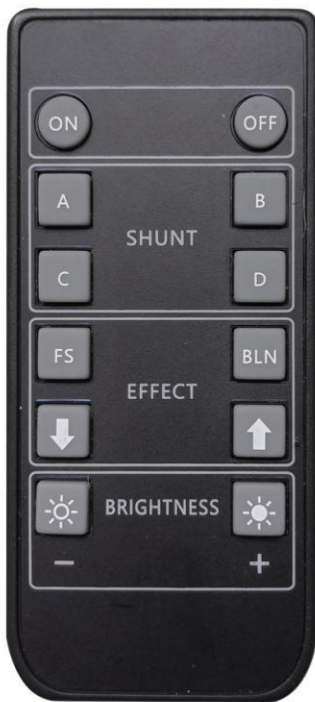 ON OFF
A B
SHUNT
C D
FS BLN
EFFECT
BRIGHTNESS
- +